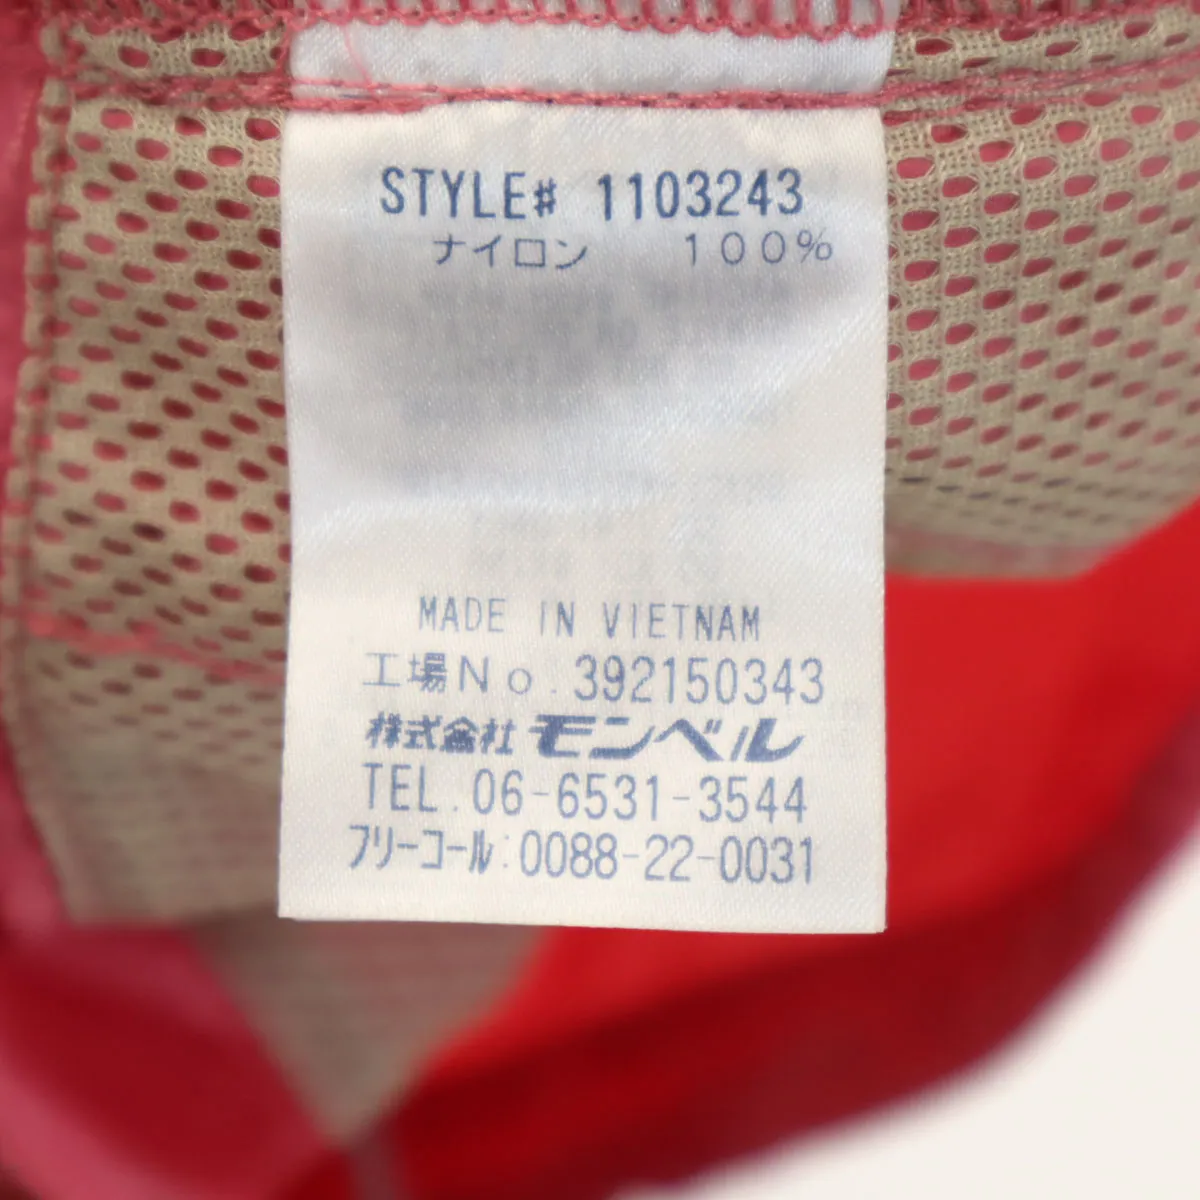 STYLE# 1103243
ナイロン 100%
MADE IN VIETNAM
工場No.392150343
株式会社モンベル
TEL.06-6531-3544
フリーコール:0088-22-0031